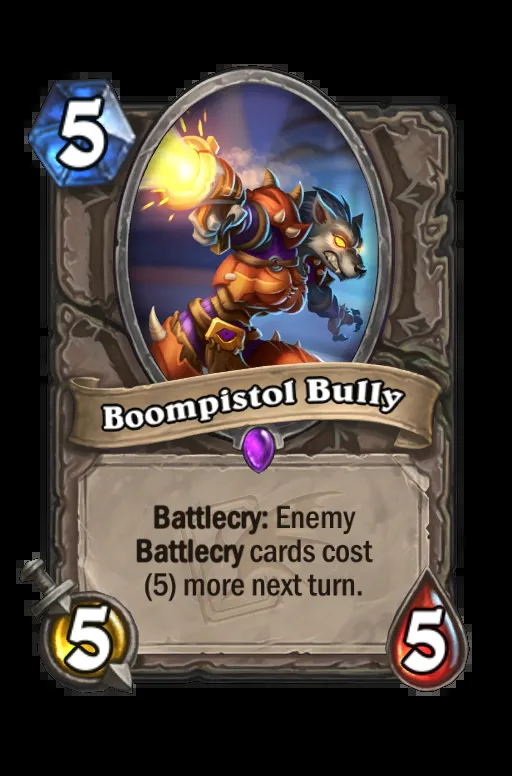 5
Boompistol Bully
Battlecry: Enemy
Battlecry cards cost
(5) more next turn.
5
5